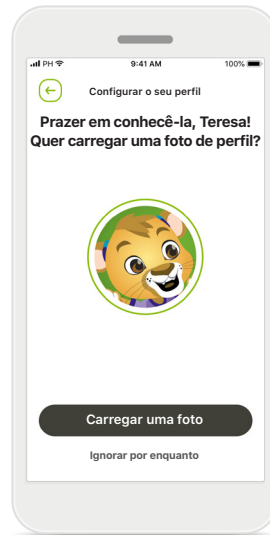 PH 9:41 AM 100%
Configurar o seu perfil
Prazer em conhecê-la, Teresa!
Quer carregar uma foto de perfil?
Carregar uma foto
Ignorar por enquanto